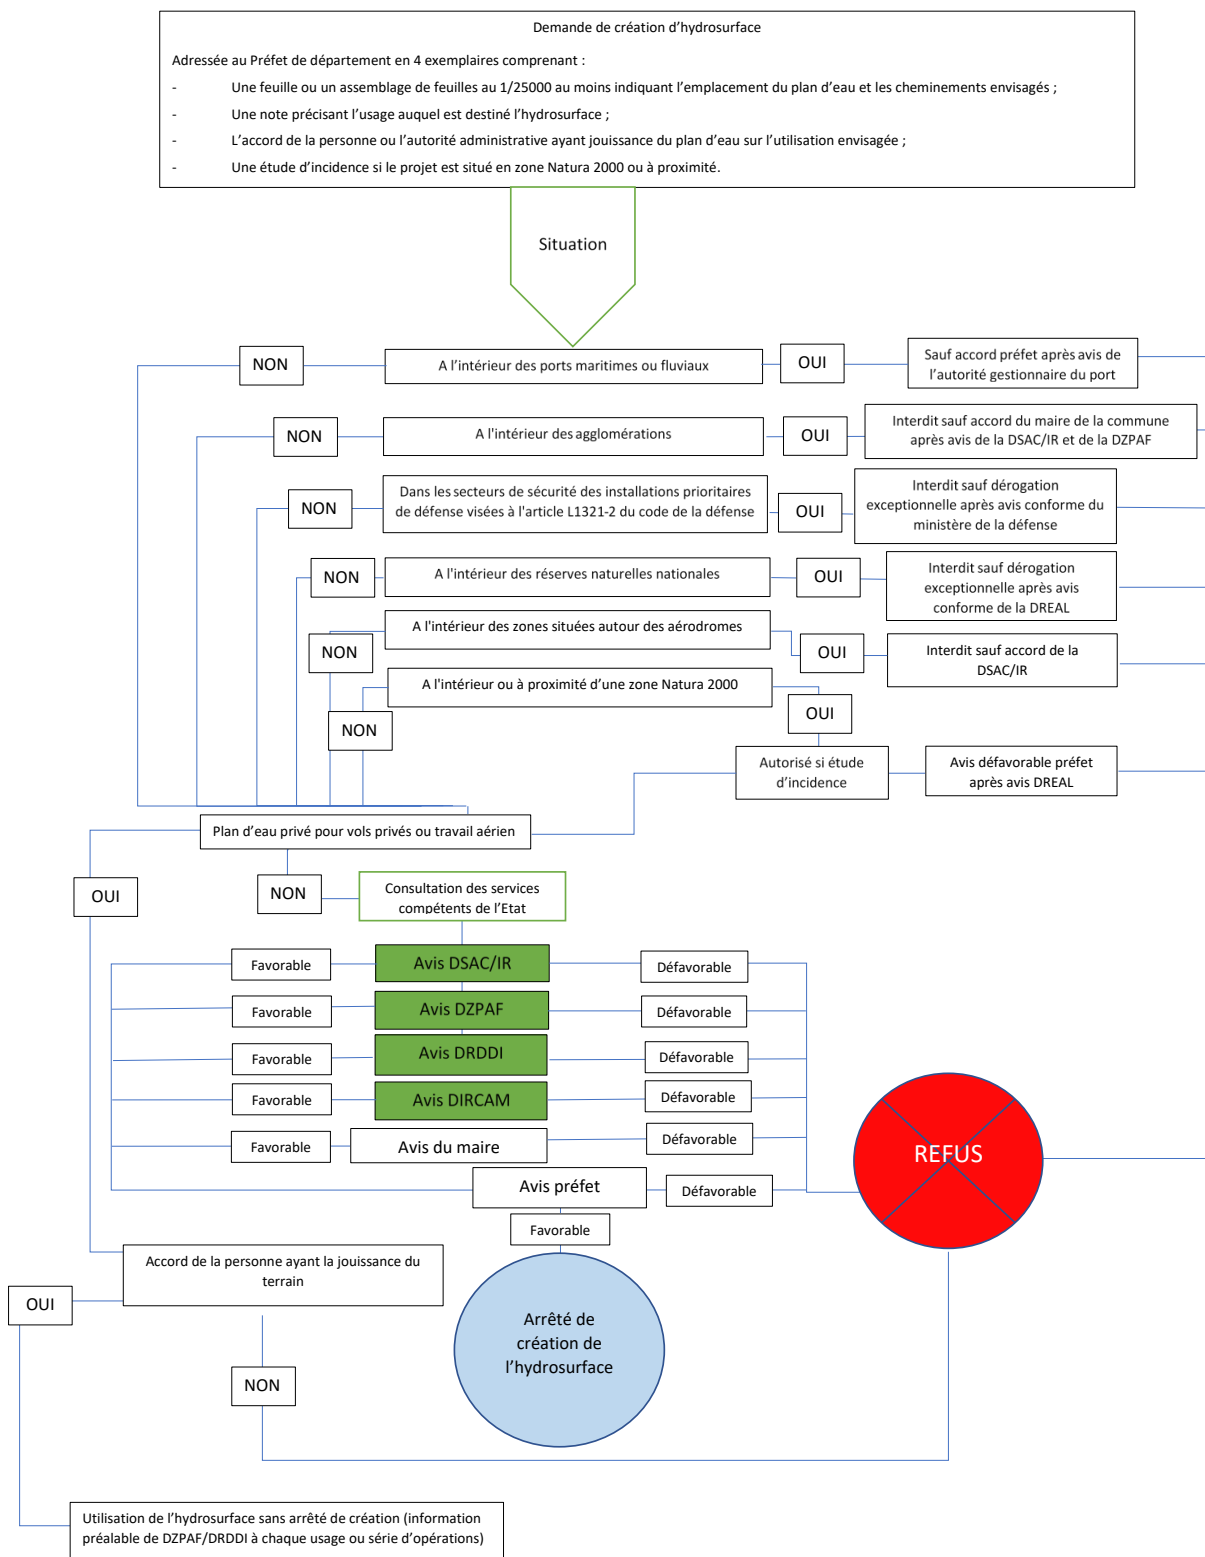 Demande de création d’hydrosurface
Adressée au Préfet de département en 4 exemplaires comprenant :
- Une feuille ou un assemblage de feuilles au 1/25000 au moins indiquant l’emplacement du plan d’eau et les cheminements envisagés ;
- Une note précisant l’usage auquel est destiné l’hydrosurface ;
- L’accord de la personne ou l’autorité administrative ayant jouissance du plan d’eau sur l’utilisation envisagée ;
- Une étude d’incidence si le projet est situé en zone Natura 2000 ou à proximité.
Situation
NON
A l’intérieur des ports maritimes ou fluviaux
OUI
Sauf accord préfet après avis de
l’autorité gestionnaire du port
NON
A l'intérieur des agglomérations
OUI
Interdit sauf accord du maire de la commune
après avis de la DSAC/IR et de la DZPAF
NON
Dans les secteurs de sécurité des installations prioritaires
de défense visées à l'article L1321-2 du code de la défense
OUI
Interdit sauf dérogation
exceptionnelle après avis conforme du
ministère de la défense
NON
A l'intérieur des réserves naturelles nationales
OUI
Interdit sauf dérogation
exceptionnelle après avis
conforme de la DREAL
NON
A l'intérieur des zones situées autour des aérodromes
OUI
Interdit sauf accord de la
DSAC/IR
NON
A l'intérieur ou à proximité d’une zone Natura 2000
OUI
Autorisé si étude
d’incidence
Avis défavorable préfet
après avis DREAL
Plan d’eau privé pour vols privés ou travail aérien
OUI
NON
Consultation des services
compétents de l’Etat
Favorable
Avis DSAC/IR
Défavorable
Favorable
Avis DZPAF
Défavorable
Favorable
Avis DRDDI
Défavorable
Favorable
Avis DIRCAM
Défavorable
Favorable
Avis du maire
Défavorable
REFUS
Avis préfet
Défavorable
Favorable
Accord de la personne ayant la jouissance du
terrain
OUI
NON
Arrêté de
création de
l’hydrosurface
Utilisation de l’hydrosurface sans arrêté de création (information
préalable de DZPAF/DRDDI à chaque usage ou série d’opérations)